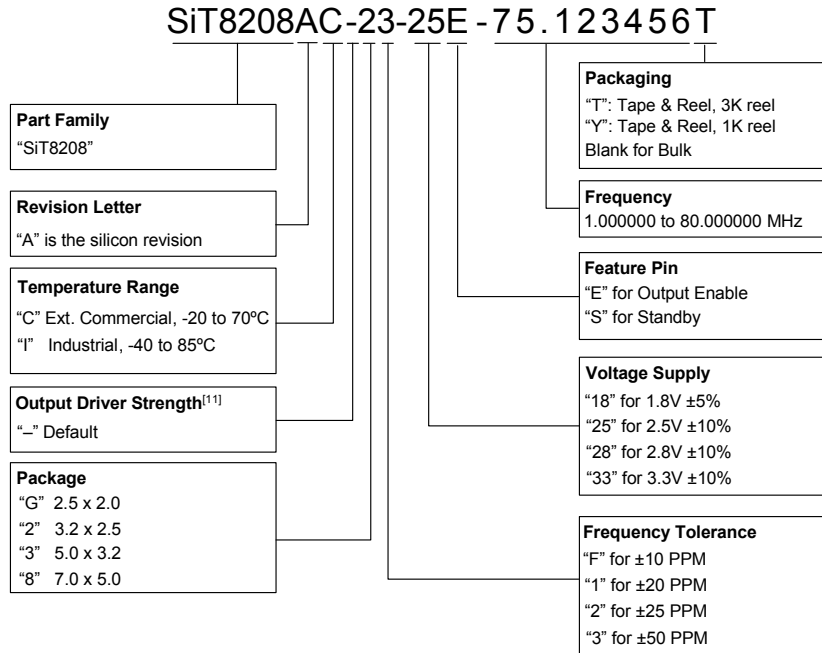 SiT8208AC-23-25E-75.123456T
Part Family
“SiT8208”
Revision Letter
“A” is the silicon revision
Temperature Range
“C” Ext. Commercial, -20 to 70ºC
“I” Industrial, -40 to 85ºC
Output Driver Strength[11]
“–” Default
Package
“G” 2.5 x 2.0
“2” 3.2 x 2.5
“3” 5.0 x 3.2
“8” 7.0 x 5.0
Packaging
“T”: Tape & Reel, 3K reel
“Y”: Tape & Reel, 1K reel
Blank for Bulk
Frequency
1.000000 to 80.000000 MHz
Feature Pin
“E” for Output Enable
“S” for Standby
Voltage Supply
“18” for 1.8V ±5%
“25” for 2.5V ±10%
“28” for 2.8V ±10%
“33” for 3.3V ±10%
Frequency Tolerance
“F” for ±10 PPM
“1” for ±20 PPM
“2” for ±25 PPM
“3” for ±50 PPM